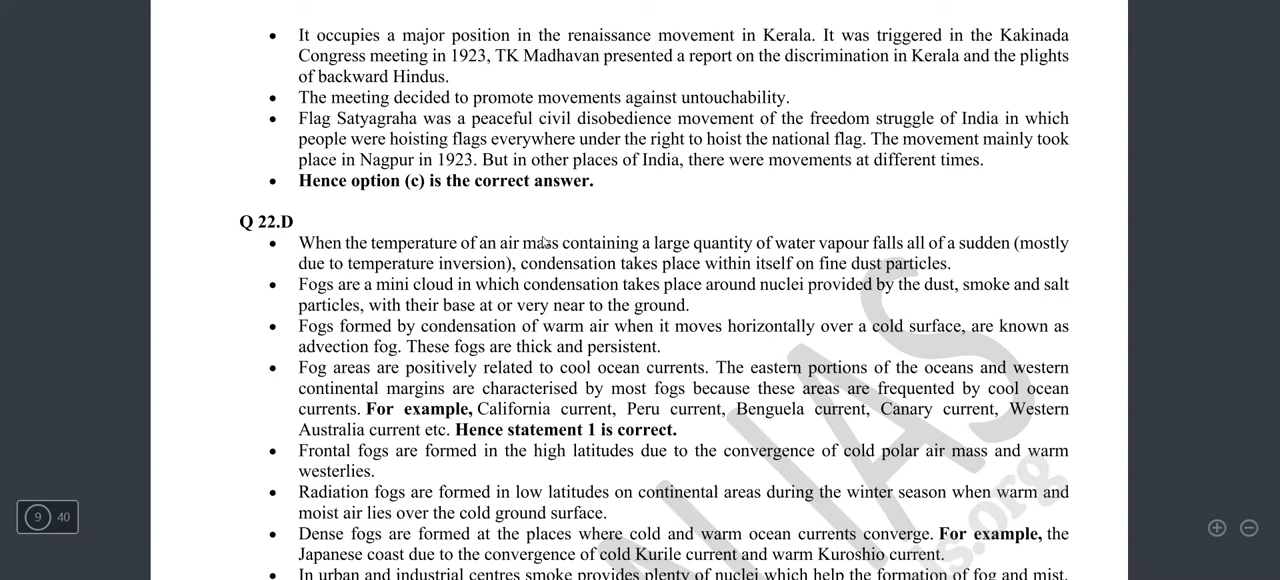 It occupies a major position in the renaissance movement in Kerala. It was triggered in the Kakinada
Congress meeting in 1923, TK Madhavan presented a report on the discrimination in Kerala and the plights
of backward Hindus.
The meeting decided to promote movements against untouchability.
Flag Satyagraha was a peaceful civil disobedience movement of the freedom struggle of India in which
people were hoisting flags everywhere under the right to hoist the national flag. The movement mainly took
place in Nagpur in 1923. But in other places of India, there were movements at different times.
Hence option (c) is the correct answer.
Q 22.D
When the temperature of an air mass containing a large quantity of water vapour falls all of a sudden (mostly
due to temperature inversion), condensation takes place within itself on fine dust particles.
Fogs are a mini cloud in which condensation takes place around nuclei provided by the dust, smoke and salt
particles, with their base at or very near to the ground.
Fogs formed by condensation of warm air when it moves horizontally over a cold surface, are known as
advection fog. These fogs are thick and persistent.
Fog areas are positively related to cool ocean currents. The eastern portions of the oceans and western
continental margins are characterised by most fogs because these areas are frequented by cool ocean
currents. For example, California current, Peru current, Benguela current, Canary current, Western
Australia current etc. Hence statement 1 is correct.
Frontal fogs are formed in the high latitudes due to the convergence of cold polar air mass and warm
westerlies.
Radiation fogs are formed in low latitudes on continental areas during the winter season when warm and
moist air lies over the cold ground surface.
Dense fogs are formed at the places where cold and warm ocean currents converge. For example, the
Japanese coast due to the convergence of cold Kurile current and warm Kuroshio current.
In urban and industrial centres smoke provides plenty of nuclei which help the formation of fog and mist.
9 40
IAS
s.org